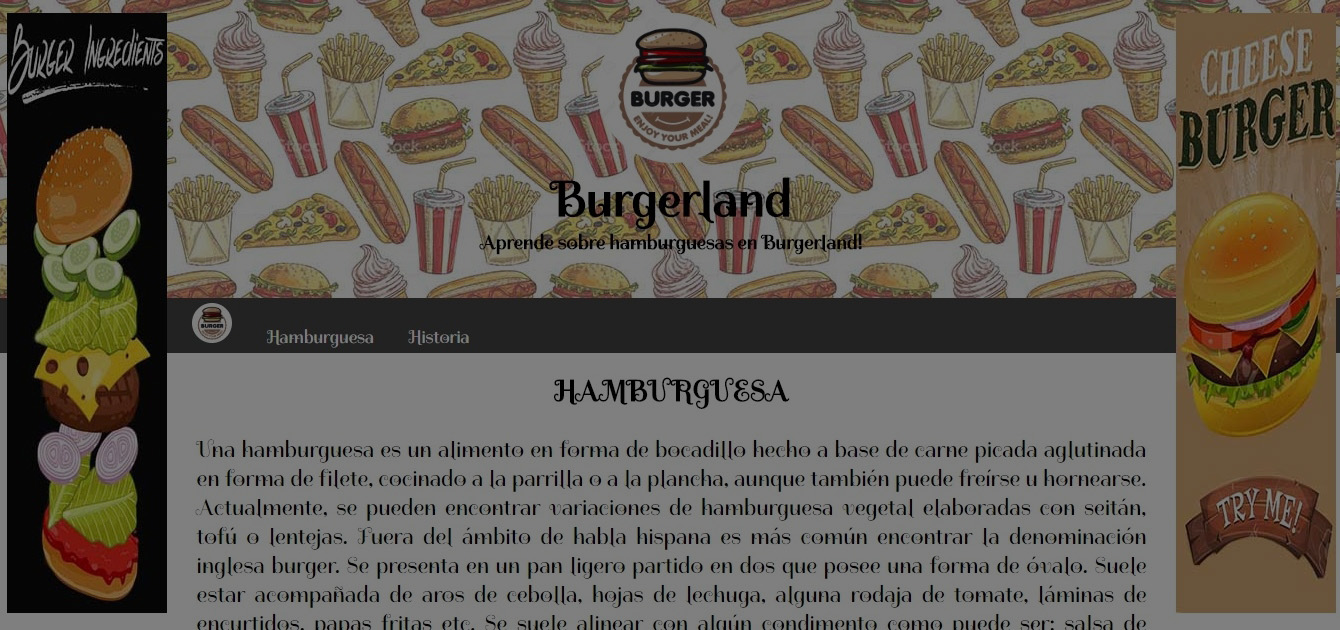 BURGER INGREDIENTS
BURGER
ENJOY YOUR MEAL!
Burgerland
Aprende sobre hamburguesas en Burgerland!
CHEESE
BURGER
TRY ME!
BURGER
Hamburguesa Historia
HAMBURGUESA
Una hamburguesa es un alimento en forma de bocadillo hecho a base de carne picada aglutinada
en forma de filete, cocinado a la parrilla o a la plancha, aunque también puede freírse u hornearse.
Actualmente, se pueden encontrar variaciones de hamburguesa vegetal elaboradas con seitán,
tofú o lentejas. Fuera del ámbito de habla hispana es más común encontrar la denominación
inglesa burger. Se presenta en un pan ligero partido en dos que posee una forma de óvalo. Suele
estar acompañada de aros de cebolla, hojas de lechuga, alguna rodaja de tomate, láminas de
encurtidos, papas fritas etc. Se suele alinear con algún condimento como puede ser: salsa de